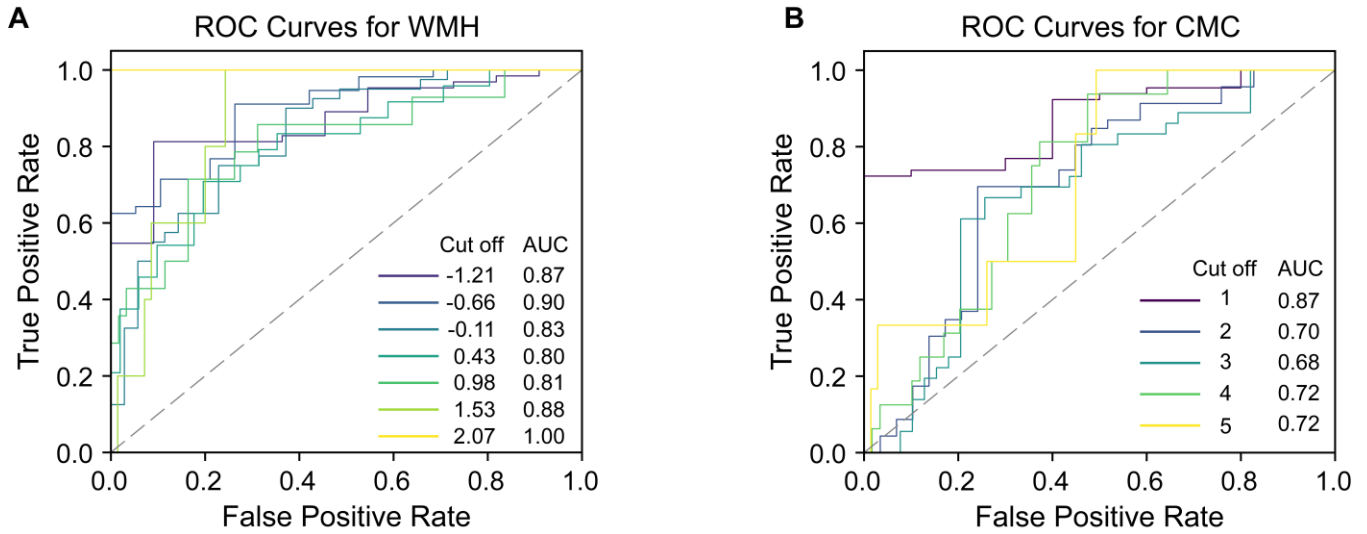 A
ROC Curves for WMH
True Positive Rate
1.0
0.8
0.6
0.4
0.2
0.0
Cut off AUC
-1.21 0.87
-0.66 0.90
-0.11 0.83
0.43 0.80
0.98 0.81
1.53 0.88
2.07 1.00
0.0 0.2 0.4 0.6 0.8 1.0
False Positive Rate
B
ROC Curves for CMC
True Positive Rate
1.0
0.8
0.6
0.4
0.2
0.0
Cut off AUC
1 0.87
2 0.70
3 0.68
4 0.72
5 0.72
0.0 0.2 0.4 0.6 0.8 1.0
False Positive Rate